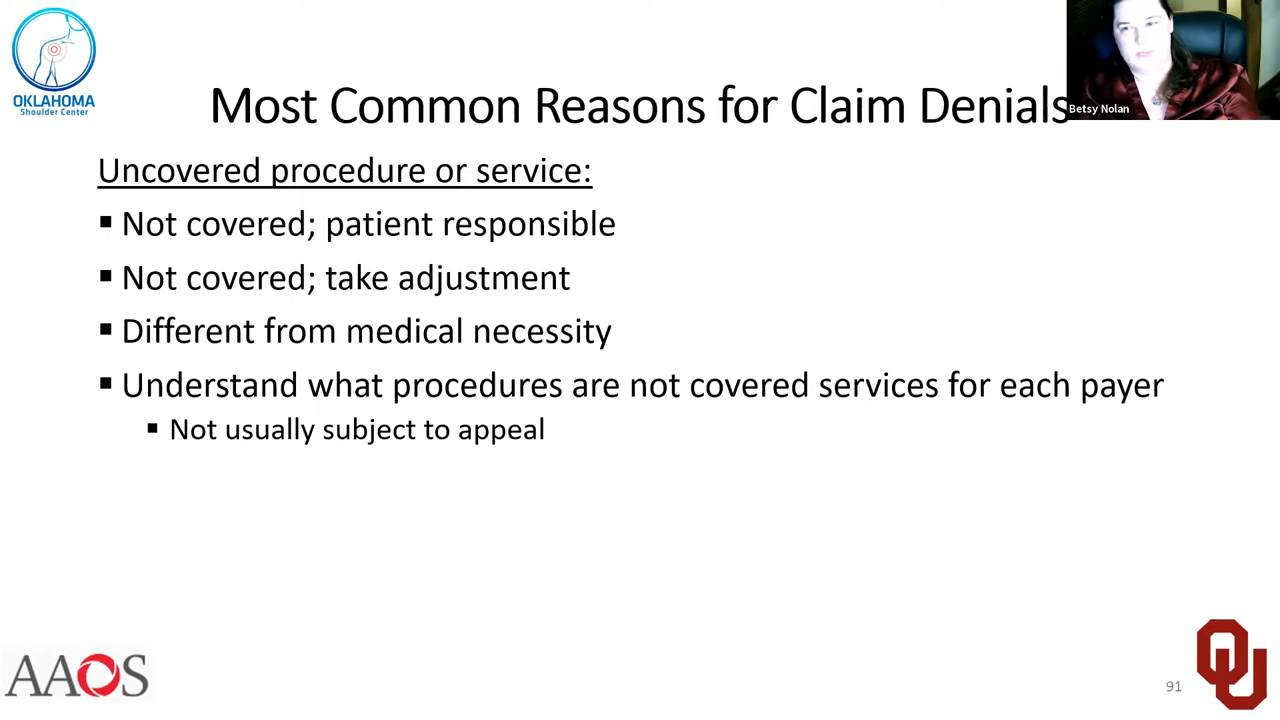 OKLAHOMA
Shoulder Center
Most Common Reasons for Claim Denials
Betsy Nolan
Uncovered procedure or service:
▪ Not covered; patient responsible
▪ Not covered; take adjustment
▪ Different from medical necessity
▪ Understand what procedures are not covered services for each payer
▪ Not usually subject to appeal
AAOS
91
OU